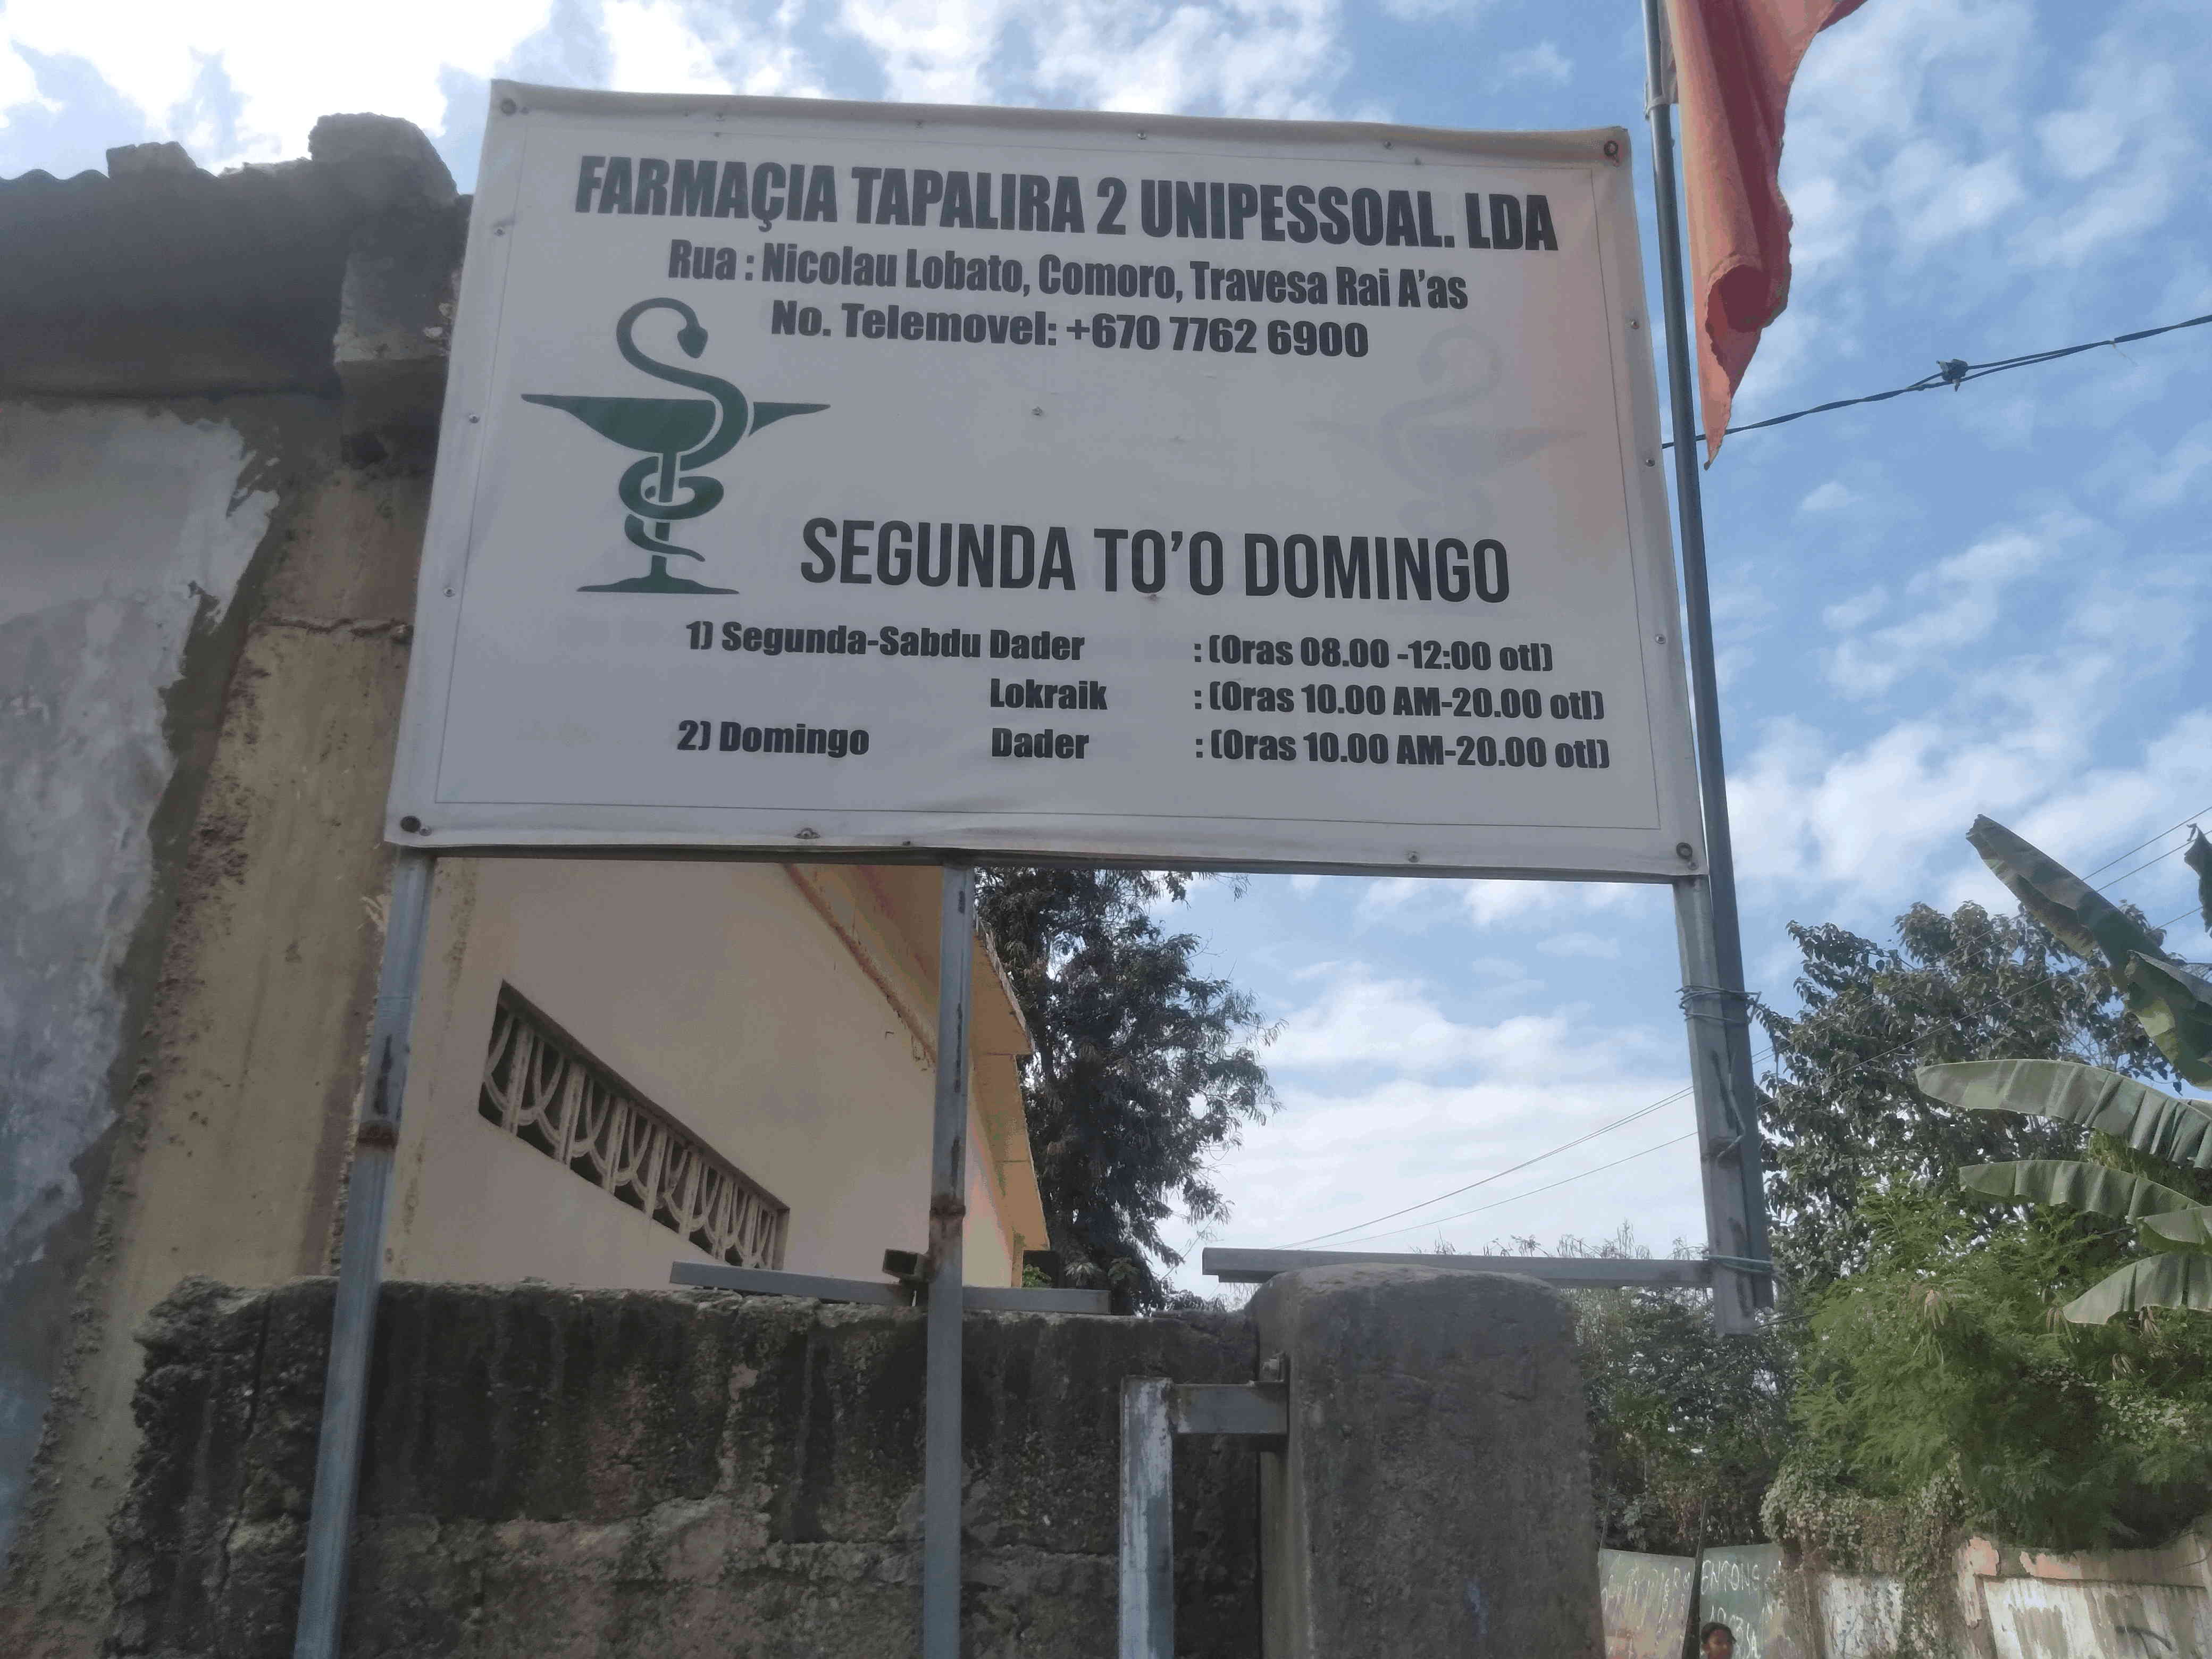 FARMAÇIA TAPALIRA 2 UNIPESSOAL. LDA
Rua : Nicolau Lobato, Comoro, Travesa Rai A'as
No. Telemovel: +670 7762 6900
SEGUNDA TO'O DOMINGO
1) Segunda-Sabdu Dader : (Oras 08.00 -12:00 otl)
Lokraik : (Oras 10.00 AM-20.00 otl)
2) Domingo Dader : (Oras 10.00 AM-20.00 otl)